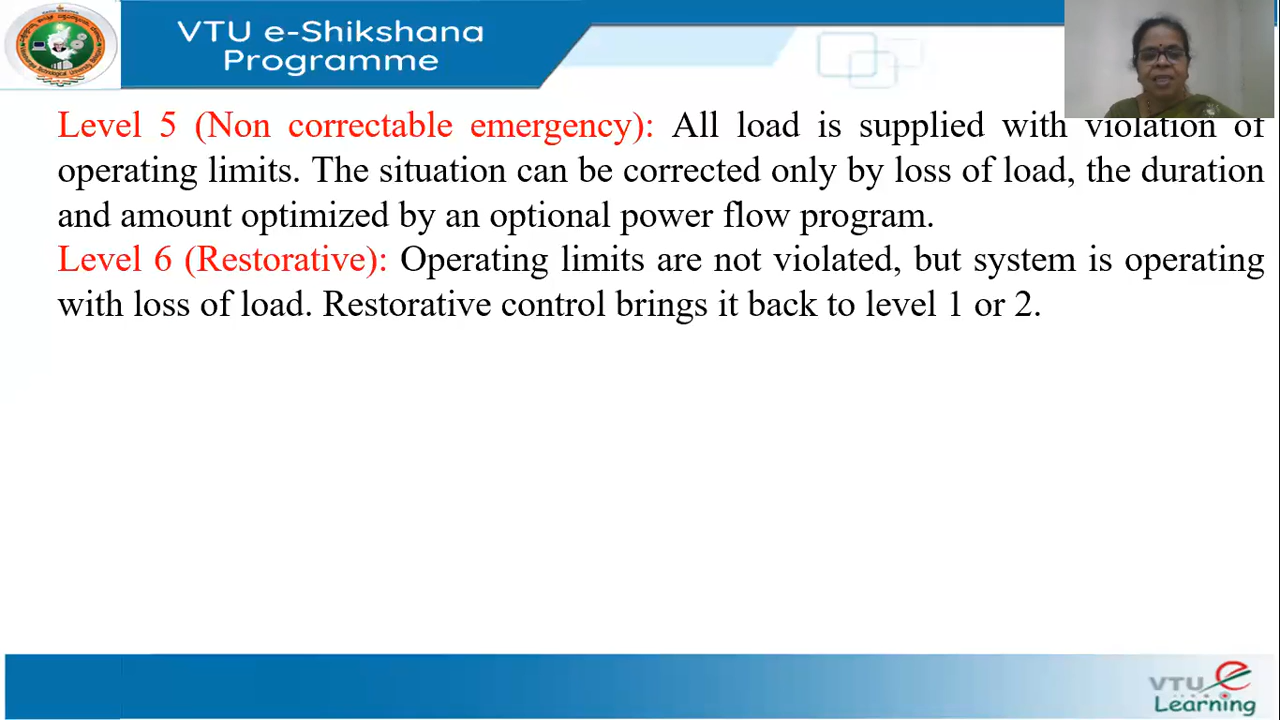 VTU e-Shikshana
Programme
Level 5 (Non correctable emergency): All load is supplied with violation of
operating limits. The situation can be corrected only by loss of load, the duration
and amount optimized by an optional power flow program.
Level 6 (Restorative): Operating limits are not violated, but system is operating
with loss of load. Restorative control brings it back to level 1 or 2.
VTU e
Learning